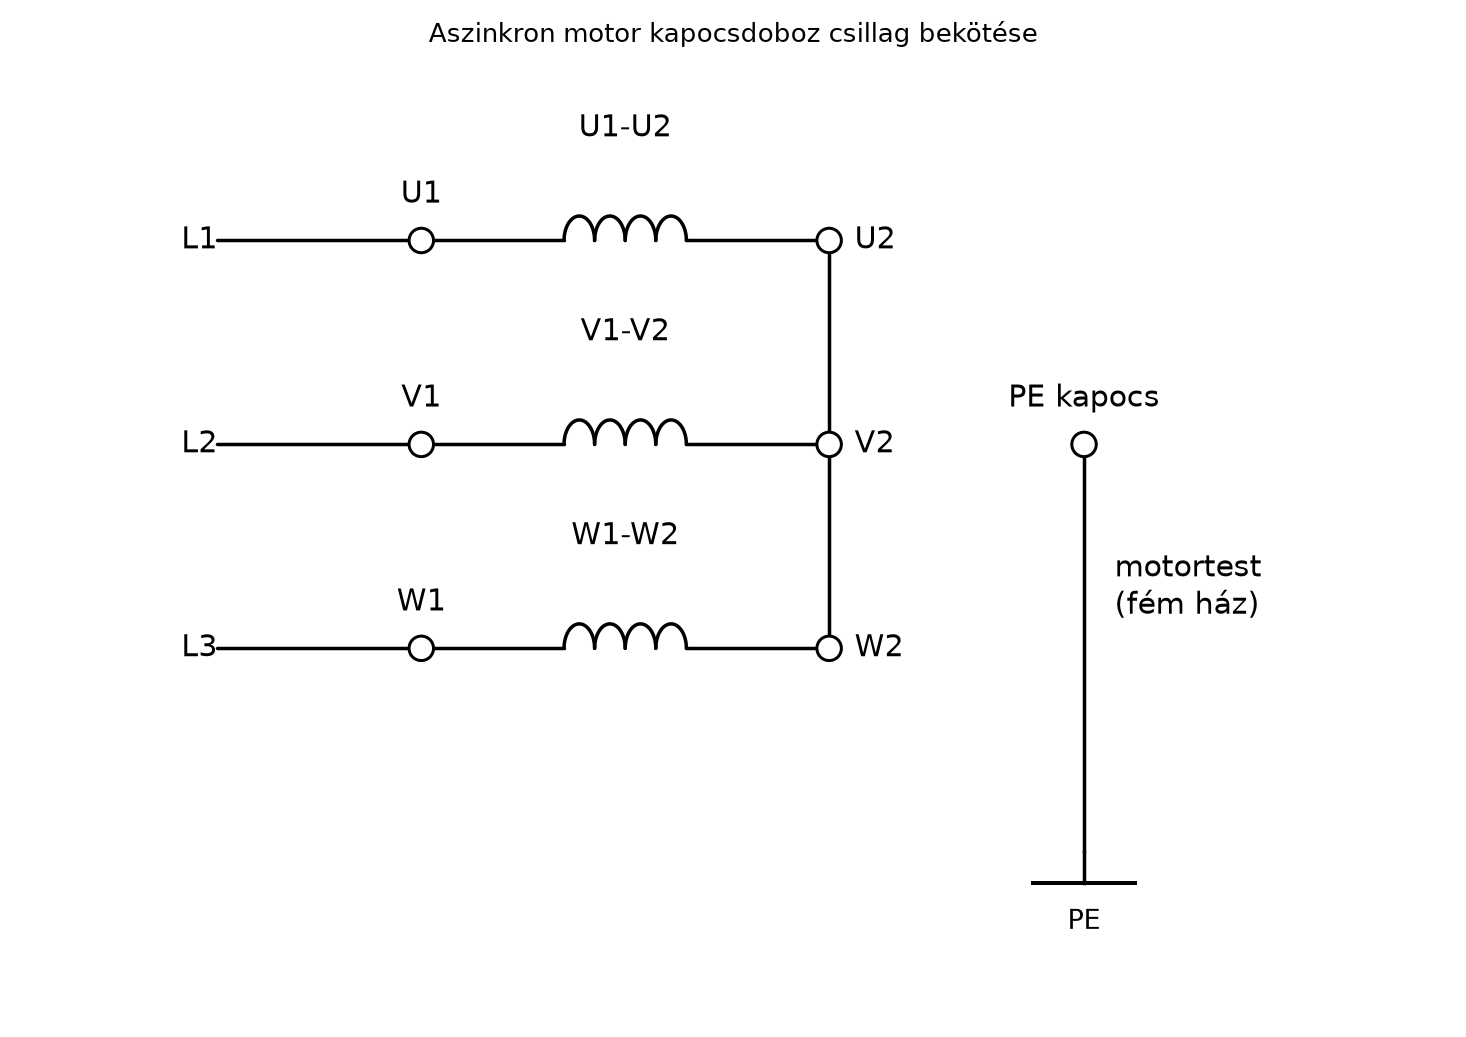 Aszinkron motor kapocsdoboz csillag bekötése
U1-U2
U1
L1
U2
V1-V2
V1
PE kapocs
L2
V2
W1-W2
motortest
(fém ház)
W1
L3
W2
PE